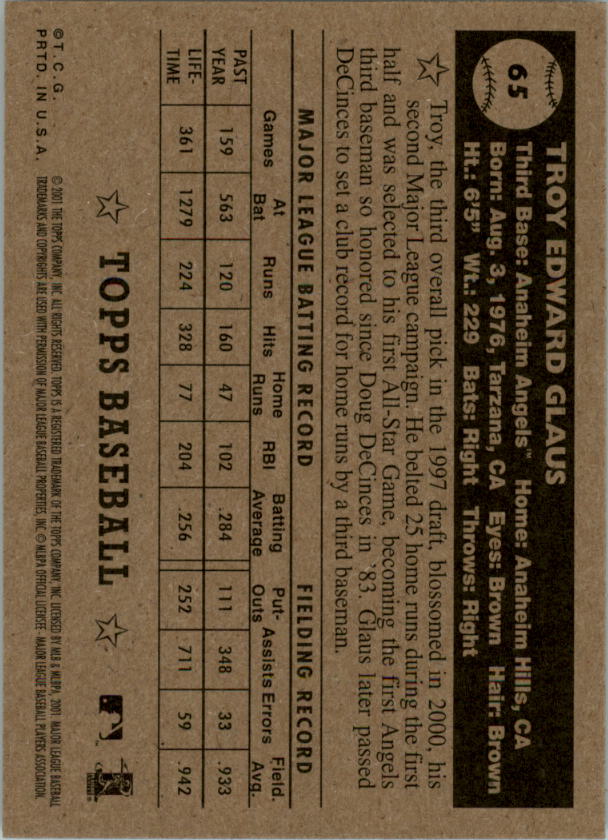 65
TROY EDWARD GLAUS
Third Base: Anaheim Angels™ Home: Anaheim Hills, CA
Born: Aug. 3, 1976, Tarzana, CA Eyes: Brown Hair: Brown
Ht.: 6'5" Wt.: 229 Bats: Right Throws: Right
Troy, the third overall pick in the 1997 draft, blossomed in 2000, his
second Major League campaign. He belted 25 home runs during the first
half and was selected to his first All-Star Game, becoming the first Angels
third baseman so honored since Doug DeCinces in '83. Glaus later passed
DeCinces to set a club record for home runs by a third baseman.
MAJOR LEAGUE BATTING RECORD FIELDING RECORD
Games At Bat Runs Hits Home Runs RBI Batting Average Put-Outs Assists Errors Field. Avg.
PAST YEAR 159 563 120 160 47 102 .284 111 348 33 .933
LIFE-TIME 361 1279 224 328 77 204 .256 252 711 59 .942
TOPPS BASEBALL
©T.C.G.
PRTD. IN U.S.A.
© 2001 THE TOPPS COMPANY, INC. ALL RIGHTS RESERVED. TOPPS IS A REGISTERED TRADEMARK OF THE TOPPS COMPANY, INC. LICENSED BY MLB & MLBPA, 2001. MAJOR LEAGUE BASEBALL
TRADEMARKS AND COPYRIGHTS ARE USED WITH PERMISSION OF MAJOR LEAGUE BASEBALL PROPERTIES, INC. © MLBPA OFFICIAL LICENSEE - MAJOR LEAGUE BASEBALL PLAYERS ASSOCIATION.